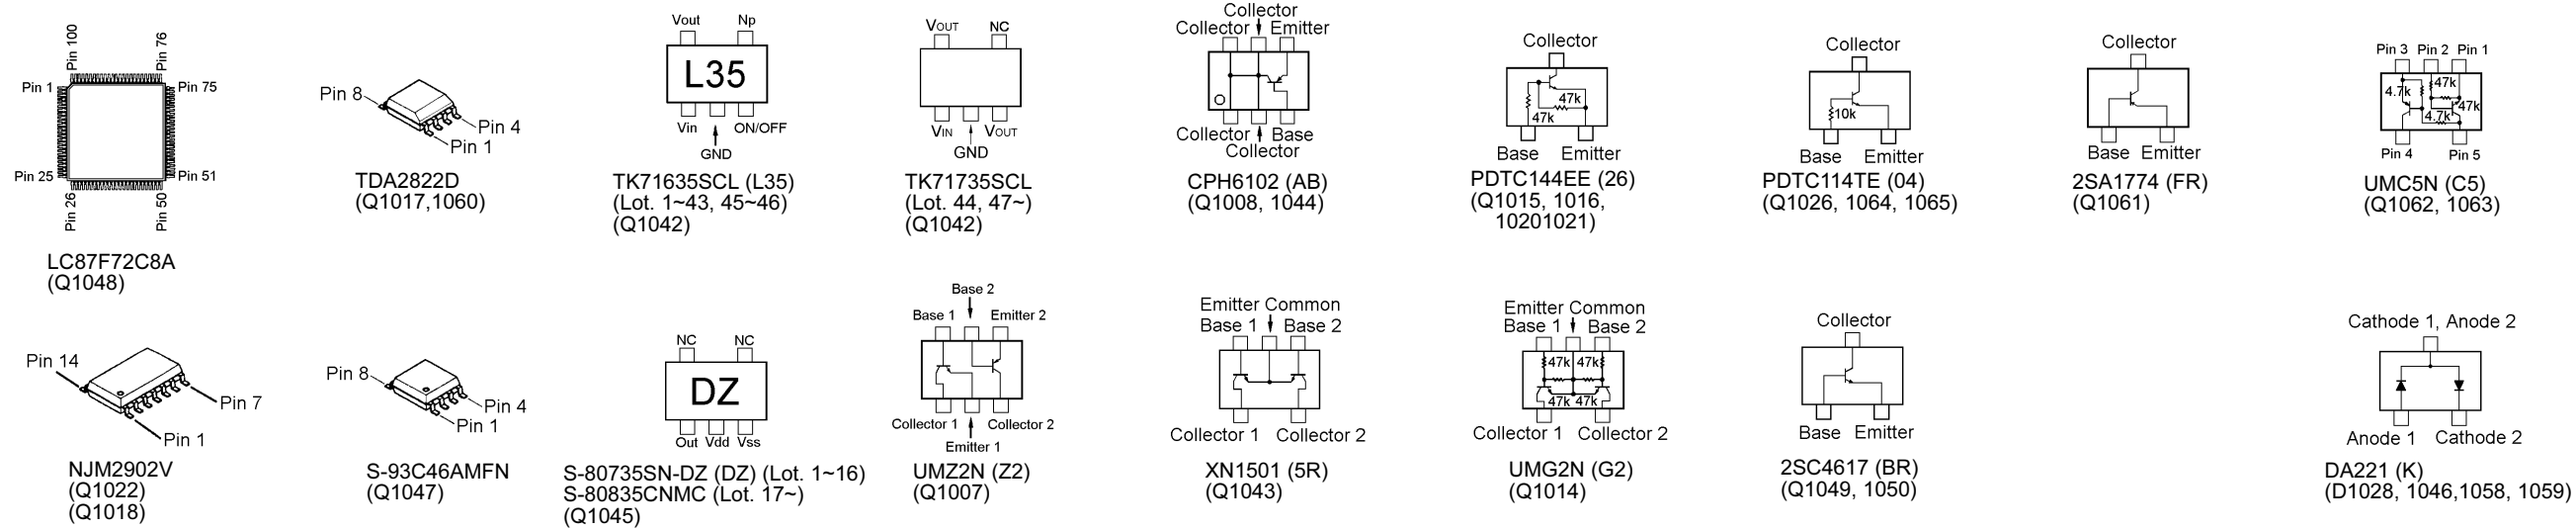 Pin 100
Pin 76
Pin 1
Pin 75
Pin 25
Pin 51
Pin 26
Pin 50
LC87F72C8A
(Q1048)
Pin 8
Pin 4
Pin 1
TDA2822D
(Q1017,1060)
Vout Np
L35
Vin ON/OFF
GND
TK71635SCL (L35)
(Lot. 1~43, 45~46)
(Q1042)
VOUT NC
VIN VOUT
GND
TK71735SCL
(Lot. 44, 47~)
(Q1042)
Collector
Collector Emitter
Collector Base
Collector
CPH6102 (AB)
(Q1008, 1044)
Collector
47k
47k
Base Emitter
PDTC144EE (26)
(Q1015, 1016,
10201021)
Collector
10k
Base Emitter
PDTC114TE (04)
(Q1026, 1064, 1065)
Collector
Base Emitter
2SA1774 (FR)
(Q1061)
Pin 3 Pin 2 Pin 1
47k
4.7k
47k
4.7k
Pin 4 Pin 5
UMC5N (C5)
(Q1062, 1063)
Pin 14
Pin 7
Pin 1
NJM2902V
(Q1022)
(Q1018)
Pin 8
Pin 4
Pin 1
S-93C46AMFN
(Q1047)
NC NC
DZ
Out Vdd Vss
S-80735SN-DZ (DZ) (Lot. 1~16)
S-80835CNMC (Lot. 17~)
(Q1045)
Base 2
Base 1 Emitter 2
Collector 1 Collector 2
Emitter 1
UMZ2N (Z2)
(Q1007)
Emitter Common
Base 1 Base 2
Collector 1 Collector 2
XN1501 (5R)
(Q1043)
Emitter Common
Base 1 Base 2
47k 47k
47k 47k
Collector 1 Collector 2
UMG2N (G2)
(Q1014)
Collector
Base Emitter
2SC4617 (BR)
(Q1049, 1050)
Cathode 1, Anode 2
Anode 1 Cathode 2
DA221 (K)
(D1028, 1046,1058, 1059)